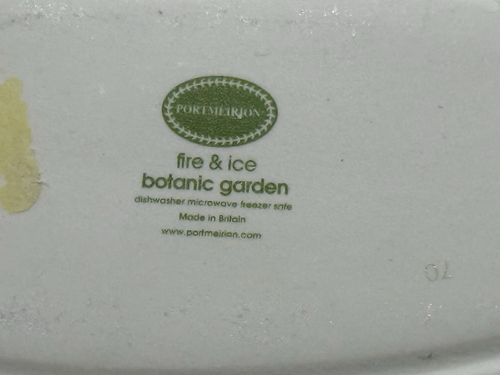 PORTMEIRION
fire & ice
botanic garden
dishwasher microwave freezer safe
Made in Britain
www.portmeirion.com